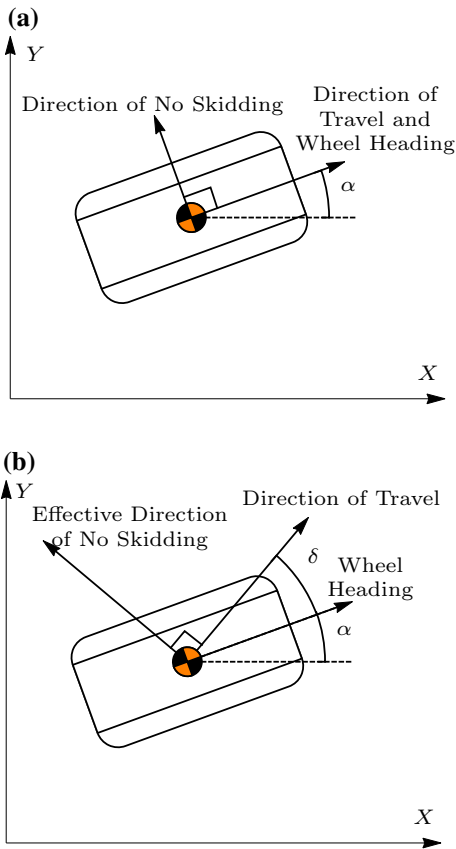 (a)
Y
Direction of No Skidding
Direction of
Travel and
Wheel Heading
α
X
(b)
Y
Effective Direction
of No Skidding
Direction of Travel
δ
Wheel
Heading
α
X